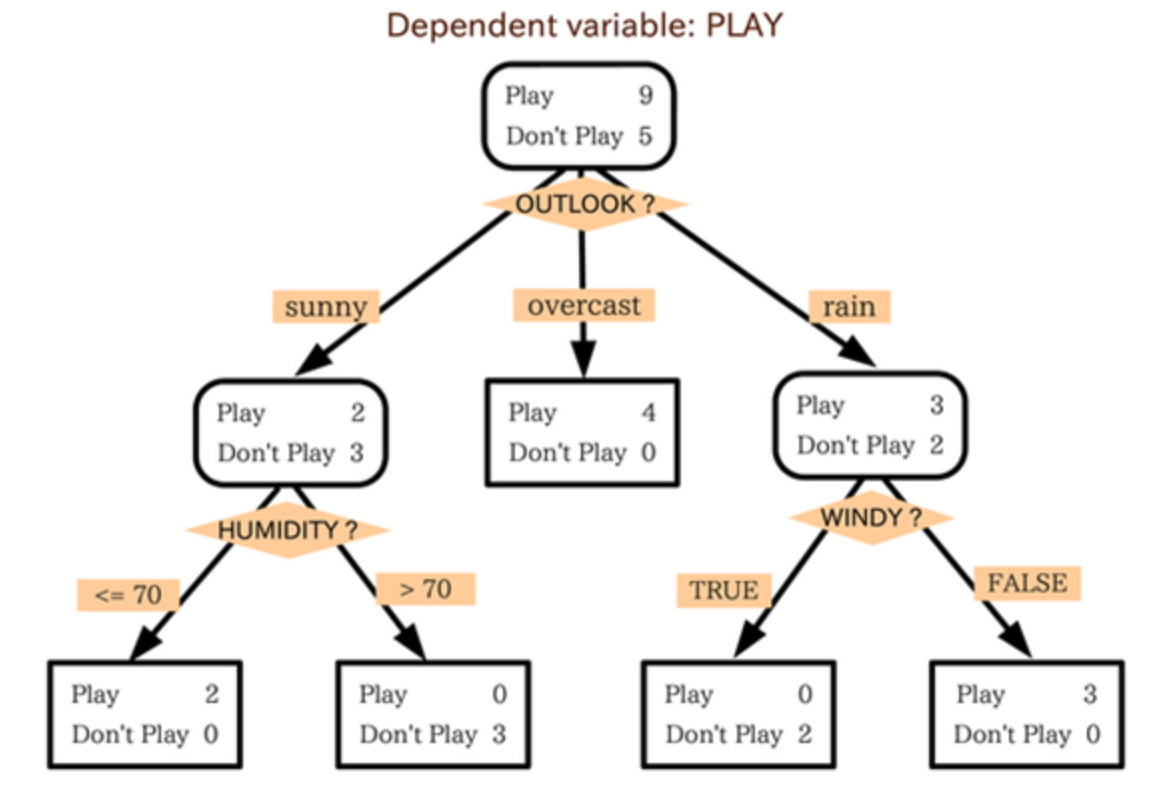 Dependent variable: PLAY
Play 9
Don't Play 5
OUTLOOK ?
sunny
overcast
rain
Play 2
Don't Play 3
Play 4
Don't Play 0
Play 3
Don't Play 2
HUMIDITY ?
WINDY ?
<= 70
> 70
TRUE
FALSE
Play 2
Don't Play 0
Play 0
Don't Play 3
Play 0
Don't Play 2
Play 3
Don't Play 0